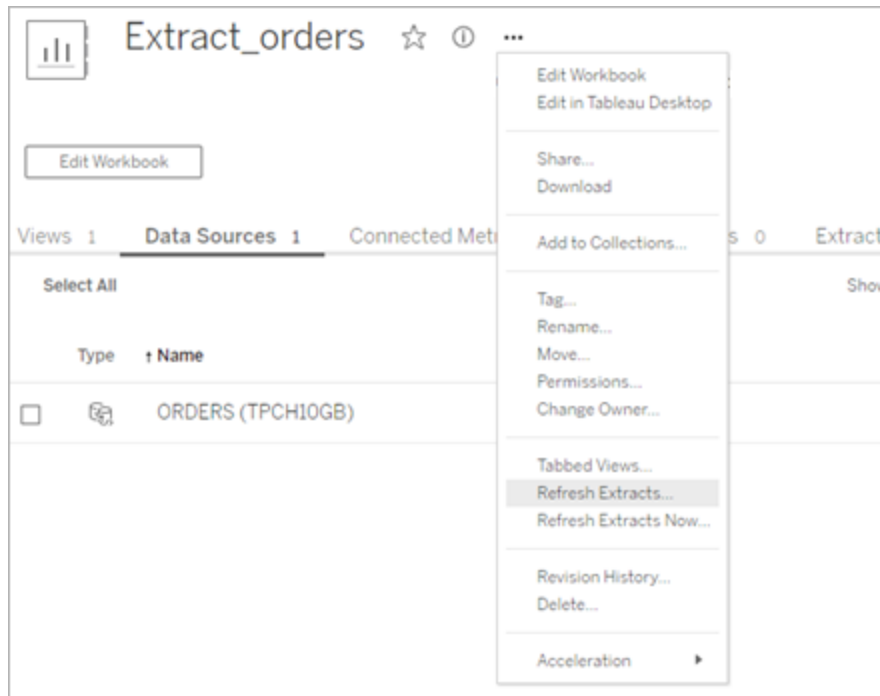 Extract_orders
Edit Workbook
Edit in Tableau Desktop
Share...
Download
Add to Collections...
Tag...
Rename...
Move...
Permissions...
Change Owner...
Tabbed Views...
Refresh Extracts...
Refresh Extracts Now...
Revision History...
Delete...
Acceleration
Edit Workbook
Views 1 Data Sources 1 Connected Met s 0 Extract
Select All Show
Type ↑ Name
ORDERS (TPCH10GB)